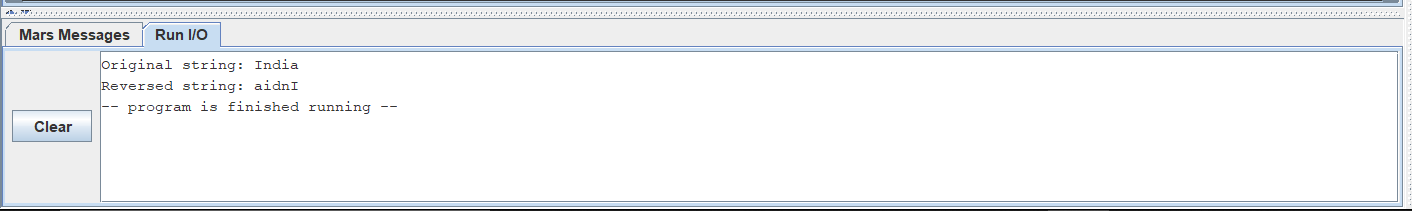 Mars Messages Run I/O
Original string: India
Reversed string: aidnI
-- program is finished running --
Clear